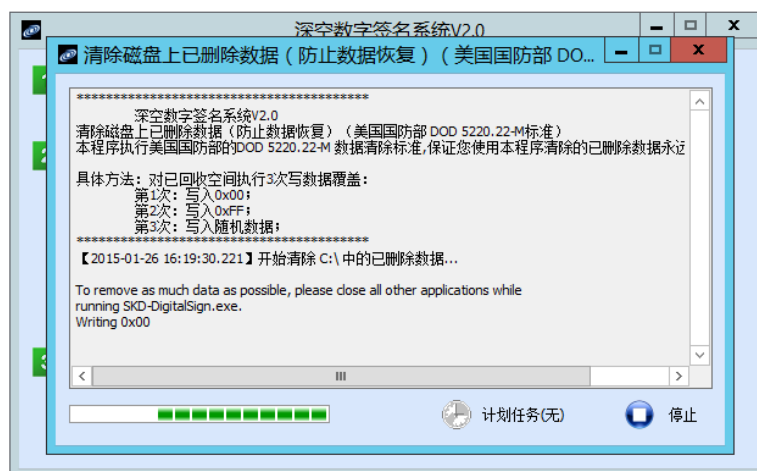 深空数字签名系统V2.0
清除磁盘上已删除数据（防止数据恢复）（美国国防部 DO...
****************************************
深空数字签名系统V2.0
清除磁盘上已删除数据（防止数据恢复）（美国国防部 DOD 5220.22-M标准）
本程序执行美国国防部的DOD 5220.22-M 数据清除标准,保证您使用本程序清除的已删除数据永远
具体方法：对已回收空间执行3次写数据覆盖：
第1次：写入0x00；
第2次：写入0xFF；
第3次：写入随机数据；
****************************************
【2015-01-26 16:19:30.221】开始清除 C:\ 中的已删除数据...
To remove as much data as possible, please close all other applications while
running SKD-DigitalSign.exe.
Writing 0x00
计划任务(无)
停止